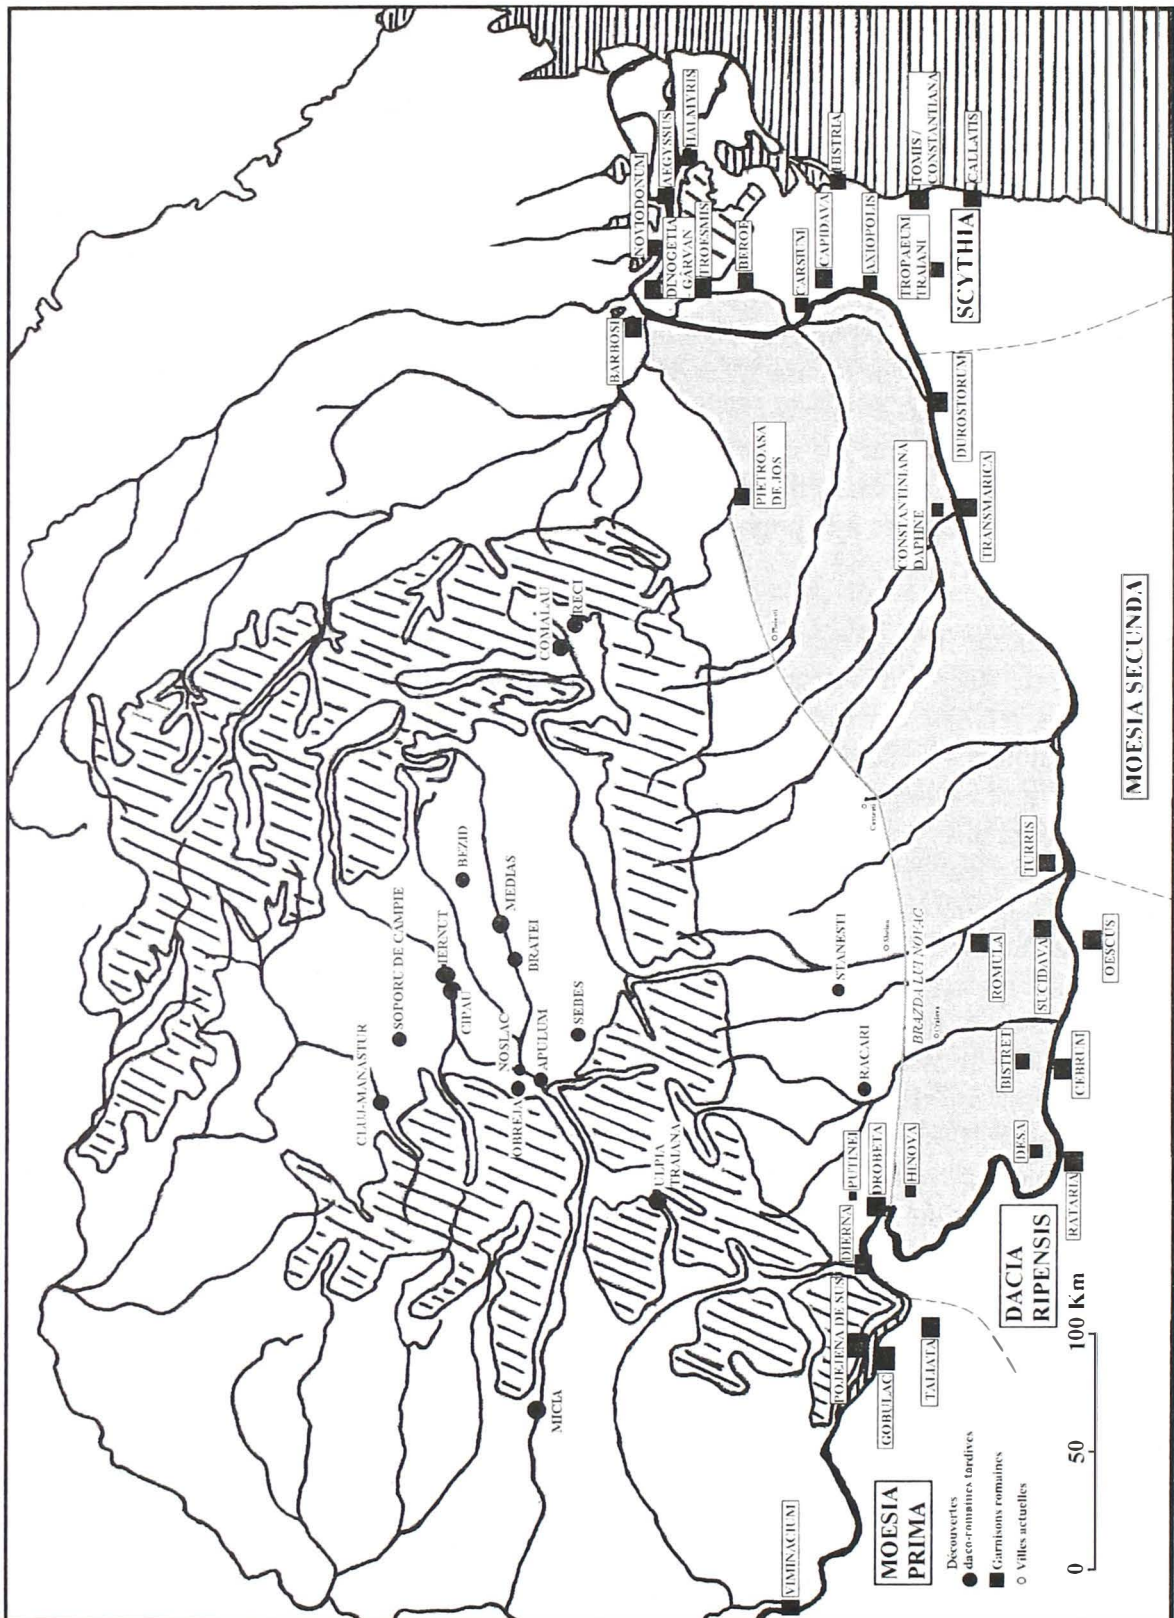 NOVIODONUM
AEGYSSUS
HALMYRIS
DINOGETIA
- GARVAN
TROESMIS
BARBOSI
BEROE
HISTRIA
CARSIUM
CAPIDAVA
AXIOPOLIS
TOMIS /
CONSTANTIANA
TROPAEUM
TRAIANI
CALLATIS
SCYTHIA
PIETROASA
DE JOS
DUROSTORUM
CONSTANTINIANA
DAPHNE
TRANSMARICA
COMALAU
RECI
MOESIA SECUNDA
BEZID
MEDIAS
BRATEI
SOPORU DE CAMPIE
IERNUT
CIPAU
CLUJ-MANASTUR
NOSLAC
OBREJA
APULUM
SEBES
ULPIA
TRAIANA
MICIA
STANESTI
RACARI
BRAZDA LUI NOVAC
TURRIS
ROMULA
SUCIDAVA
OESCUS
BISTRET
CEBRUM
DESA
RATARIA
PUTINEI
DROBETA
HINOVA
DIERNA
DACIA
RIPENSIS
POJEJENA DE SUS
GOBULAC
TALIATA
VIMINACIUM
MOESIA
PRIMA
Découvertes
daco-romaines tardives
Garnisons romaines
Villes actuelles
0 50 100 Km